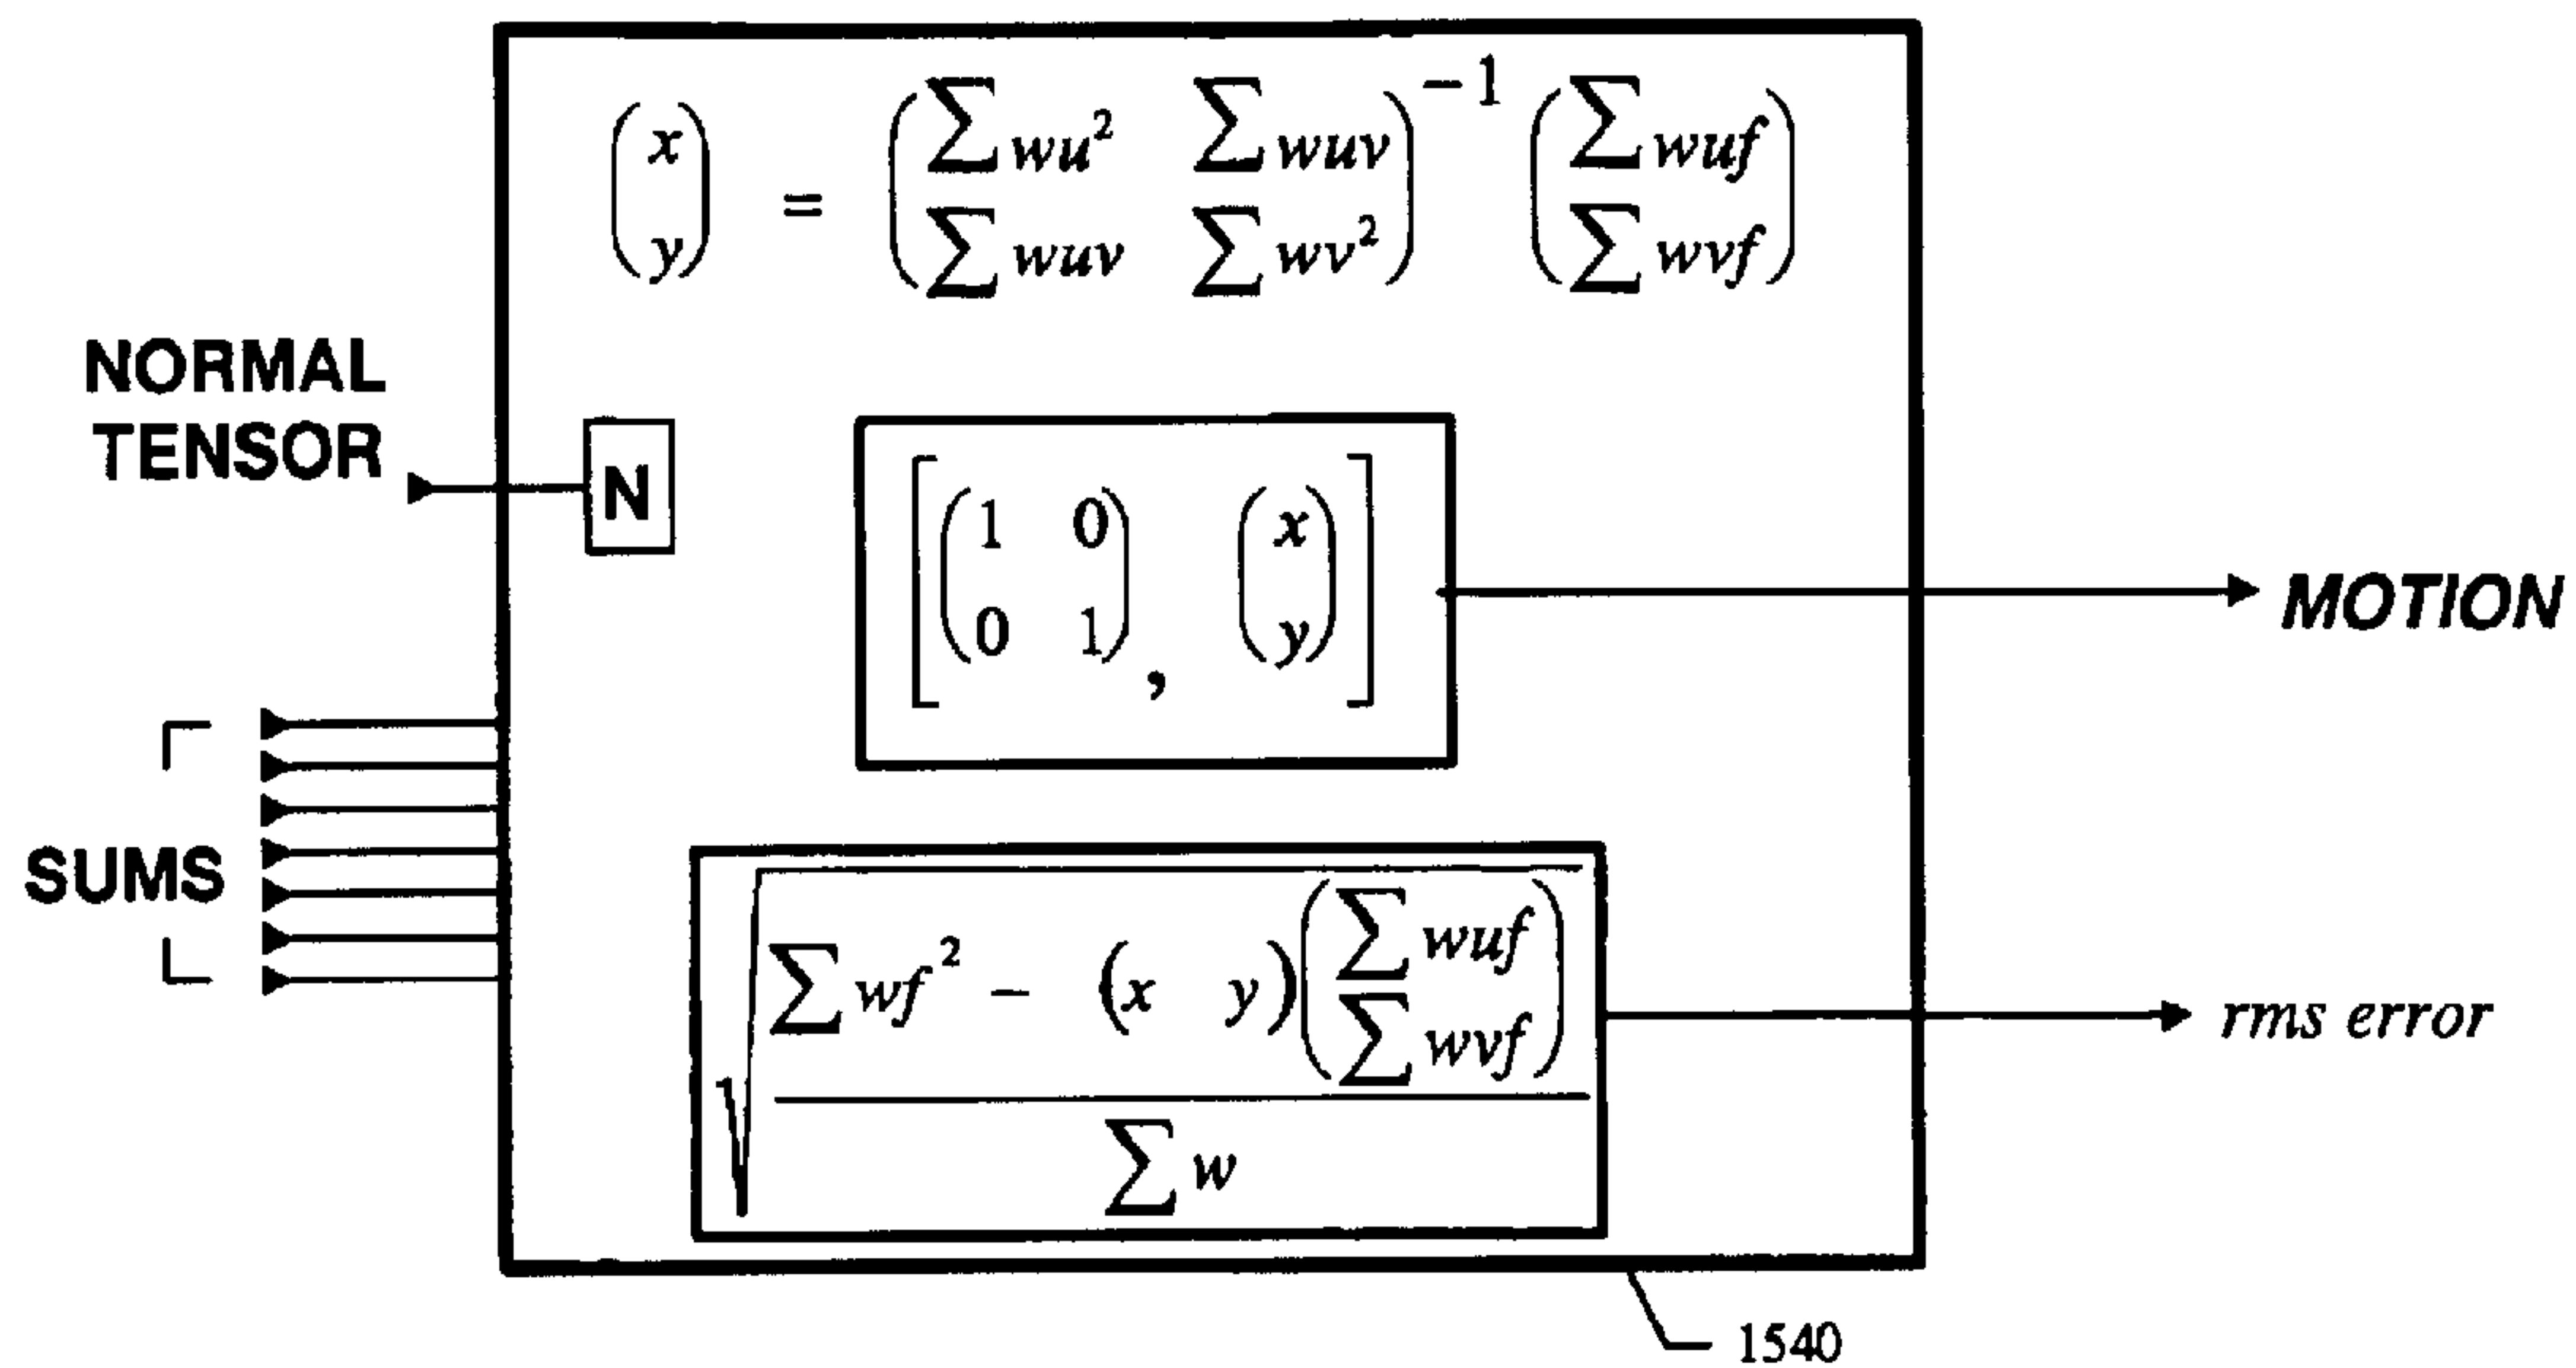 (x y) = (∑wu² ∑wuv ∑wuv ∑wv²)⁻¹ (∑wuf ∑wvf)
NORMAL
TENSOR
N
[(1 0 0 1), (x y)]
MOTION
SUMS
√((∑wf² − (x y)(∑wuf ∑wvf)) / ∑w)
rms error
1540